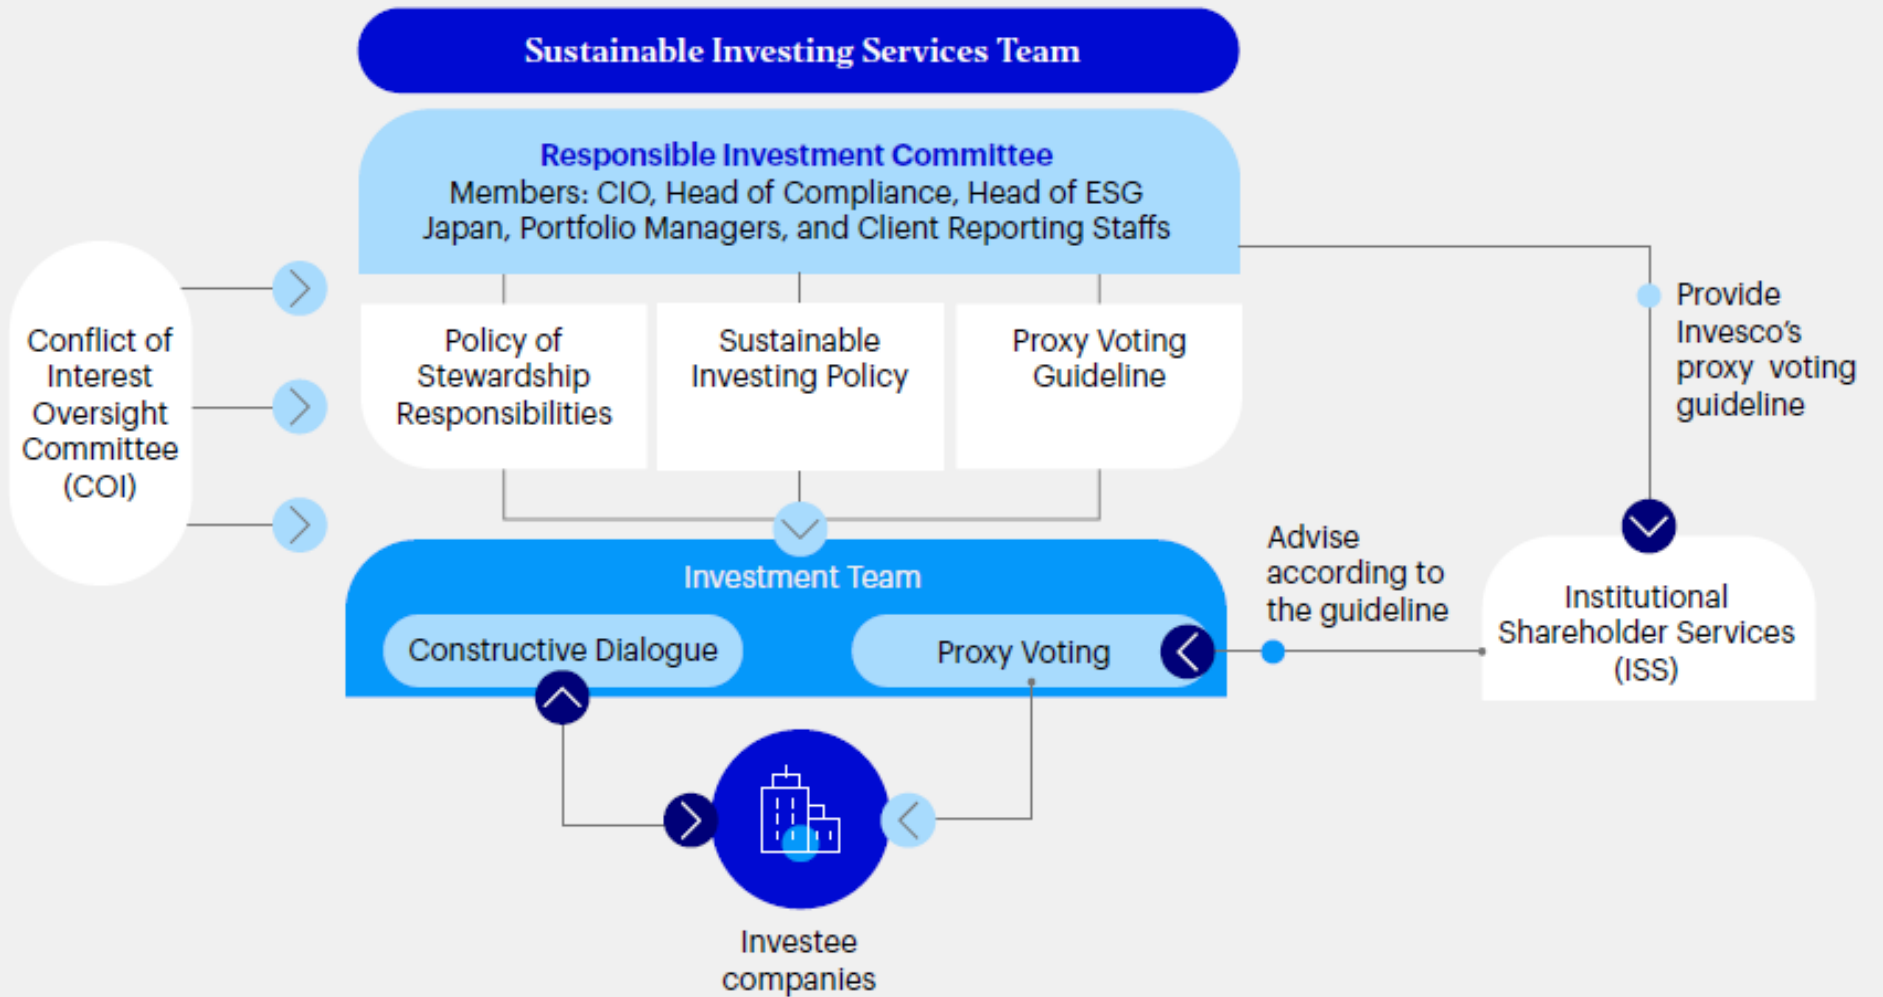 Sustainable Investing Services Team
Responsible Investment Committee
Members: CIO, Head of Compliance, Head of ESG
Japan, Portfolio Managers, and Client Reporting Staffs
Conflict of
Interest
Oversight
Committee
(COI)
Policy of
Stewardship
Responsibilities
Sustainable
Investing Policy
Proxy Voting
Guideline
Provide
Invesco’s
proxy voting
guideline
Investment Team
Constructive Dialogue
Proxy Voting
Advise
according to
the guideline
Institutional
Shareholder Services
(ISS)
Investee
companies